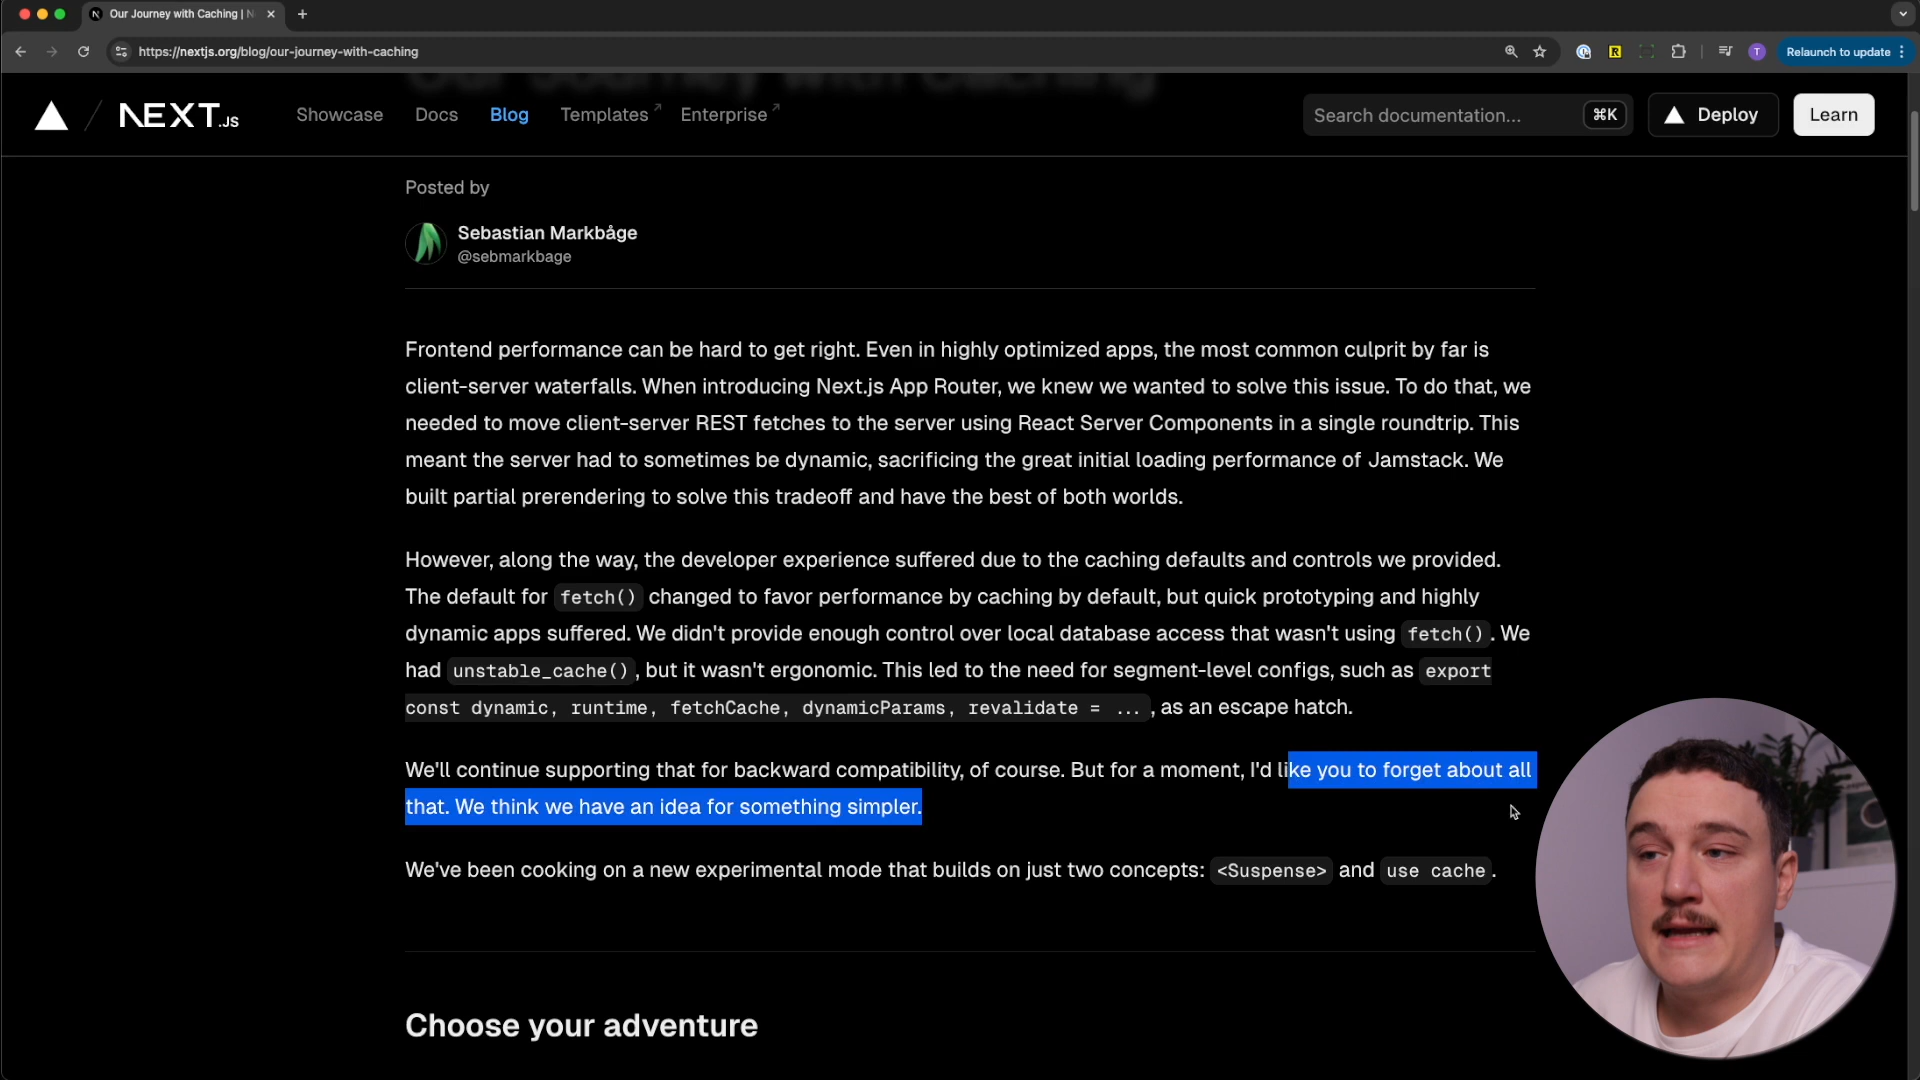 Our Journey with Caching | N
https://nextjs.org/blog/our-journey-with-caching
R
T
Relaunch to update
Our Journey with Caching
NEXT.JS
Showcase
Docs
Blog
Templates
Enterprise
Search documentation...
⌘K
Deploy
Learn
Posted by
Sebastian Markbåge
@sebmarkbage
Frontend performance can be hard to get right. Even in highly optimized apps, the most common culprit by far is
client-server waterfalls. When introducing Next.js App Router, we knew we wanted to solve this issue. To do that, we
needed to move client-server REST fetches to the server using React Server Components in a single roundtrip. This
meant the server had to sometimes be dynamic, sacrificing the great initial loading performance of Jamstack. We
built partial prerendering to solve this tradeoff and have the best of both worlds.
However, along the way, the developer experience suffered due to the caching defaults and controls we provided.
The default for fetch() changed to favor performance by caching by default, but quick prototyping and highly
dynamic apps suffered. We didn't provide enough control over local database access that wasn't using fetch(). We
had unstable_cache(), but it wasn't ergonomic. This led to the need for segment-level configs, such as export
const dynamic, runtime, fetchCache, dynamicParams, revalidate = ..., as an escape hatch.
We'll continue supporting that for backward compatibility, of course. But for a moment, I'd like you to forget about all
that. We think we have an idea for something simpler.
We've been cooking on a new experimental mode that builds on just two concepts: <Suspense> and use cache.
Choose your adventure